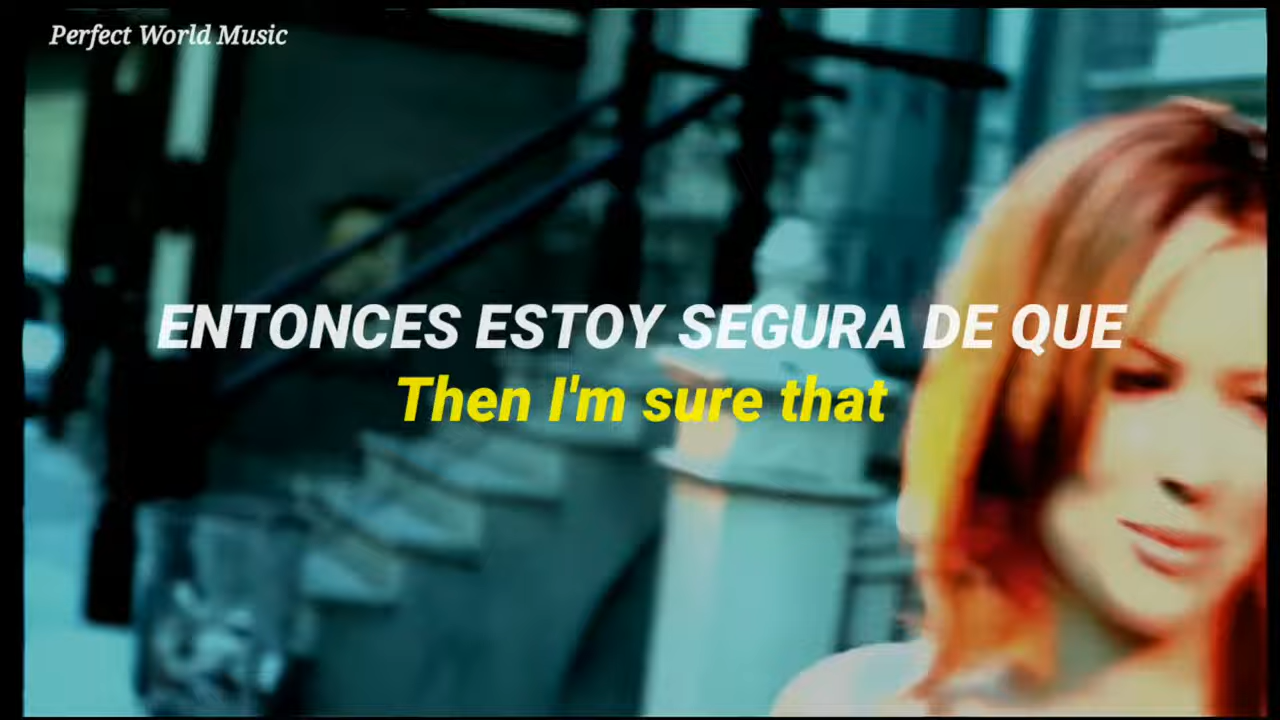 Perfect World Music
ENTONCES ESTOY SEGURA DE QUE
Then I'm sure that